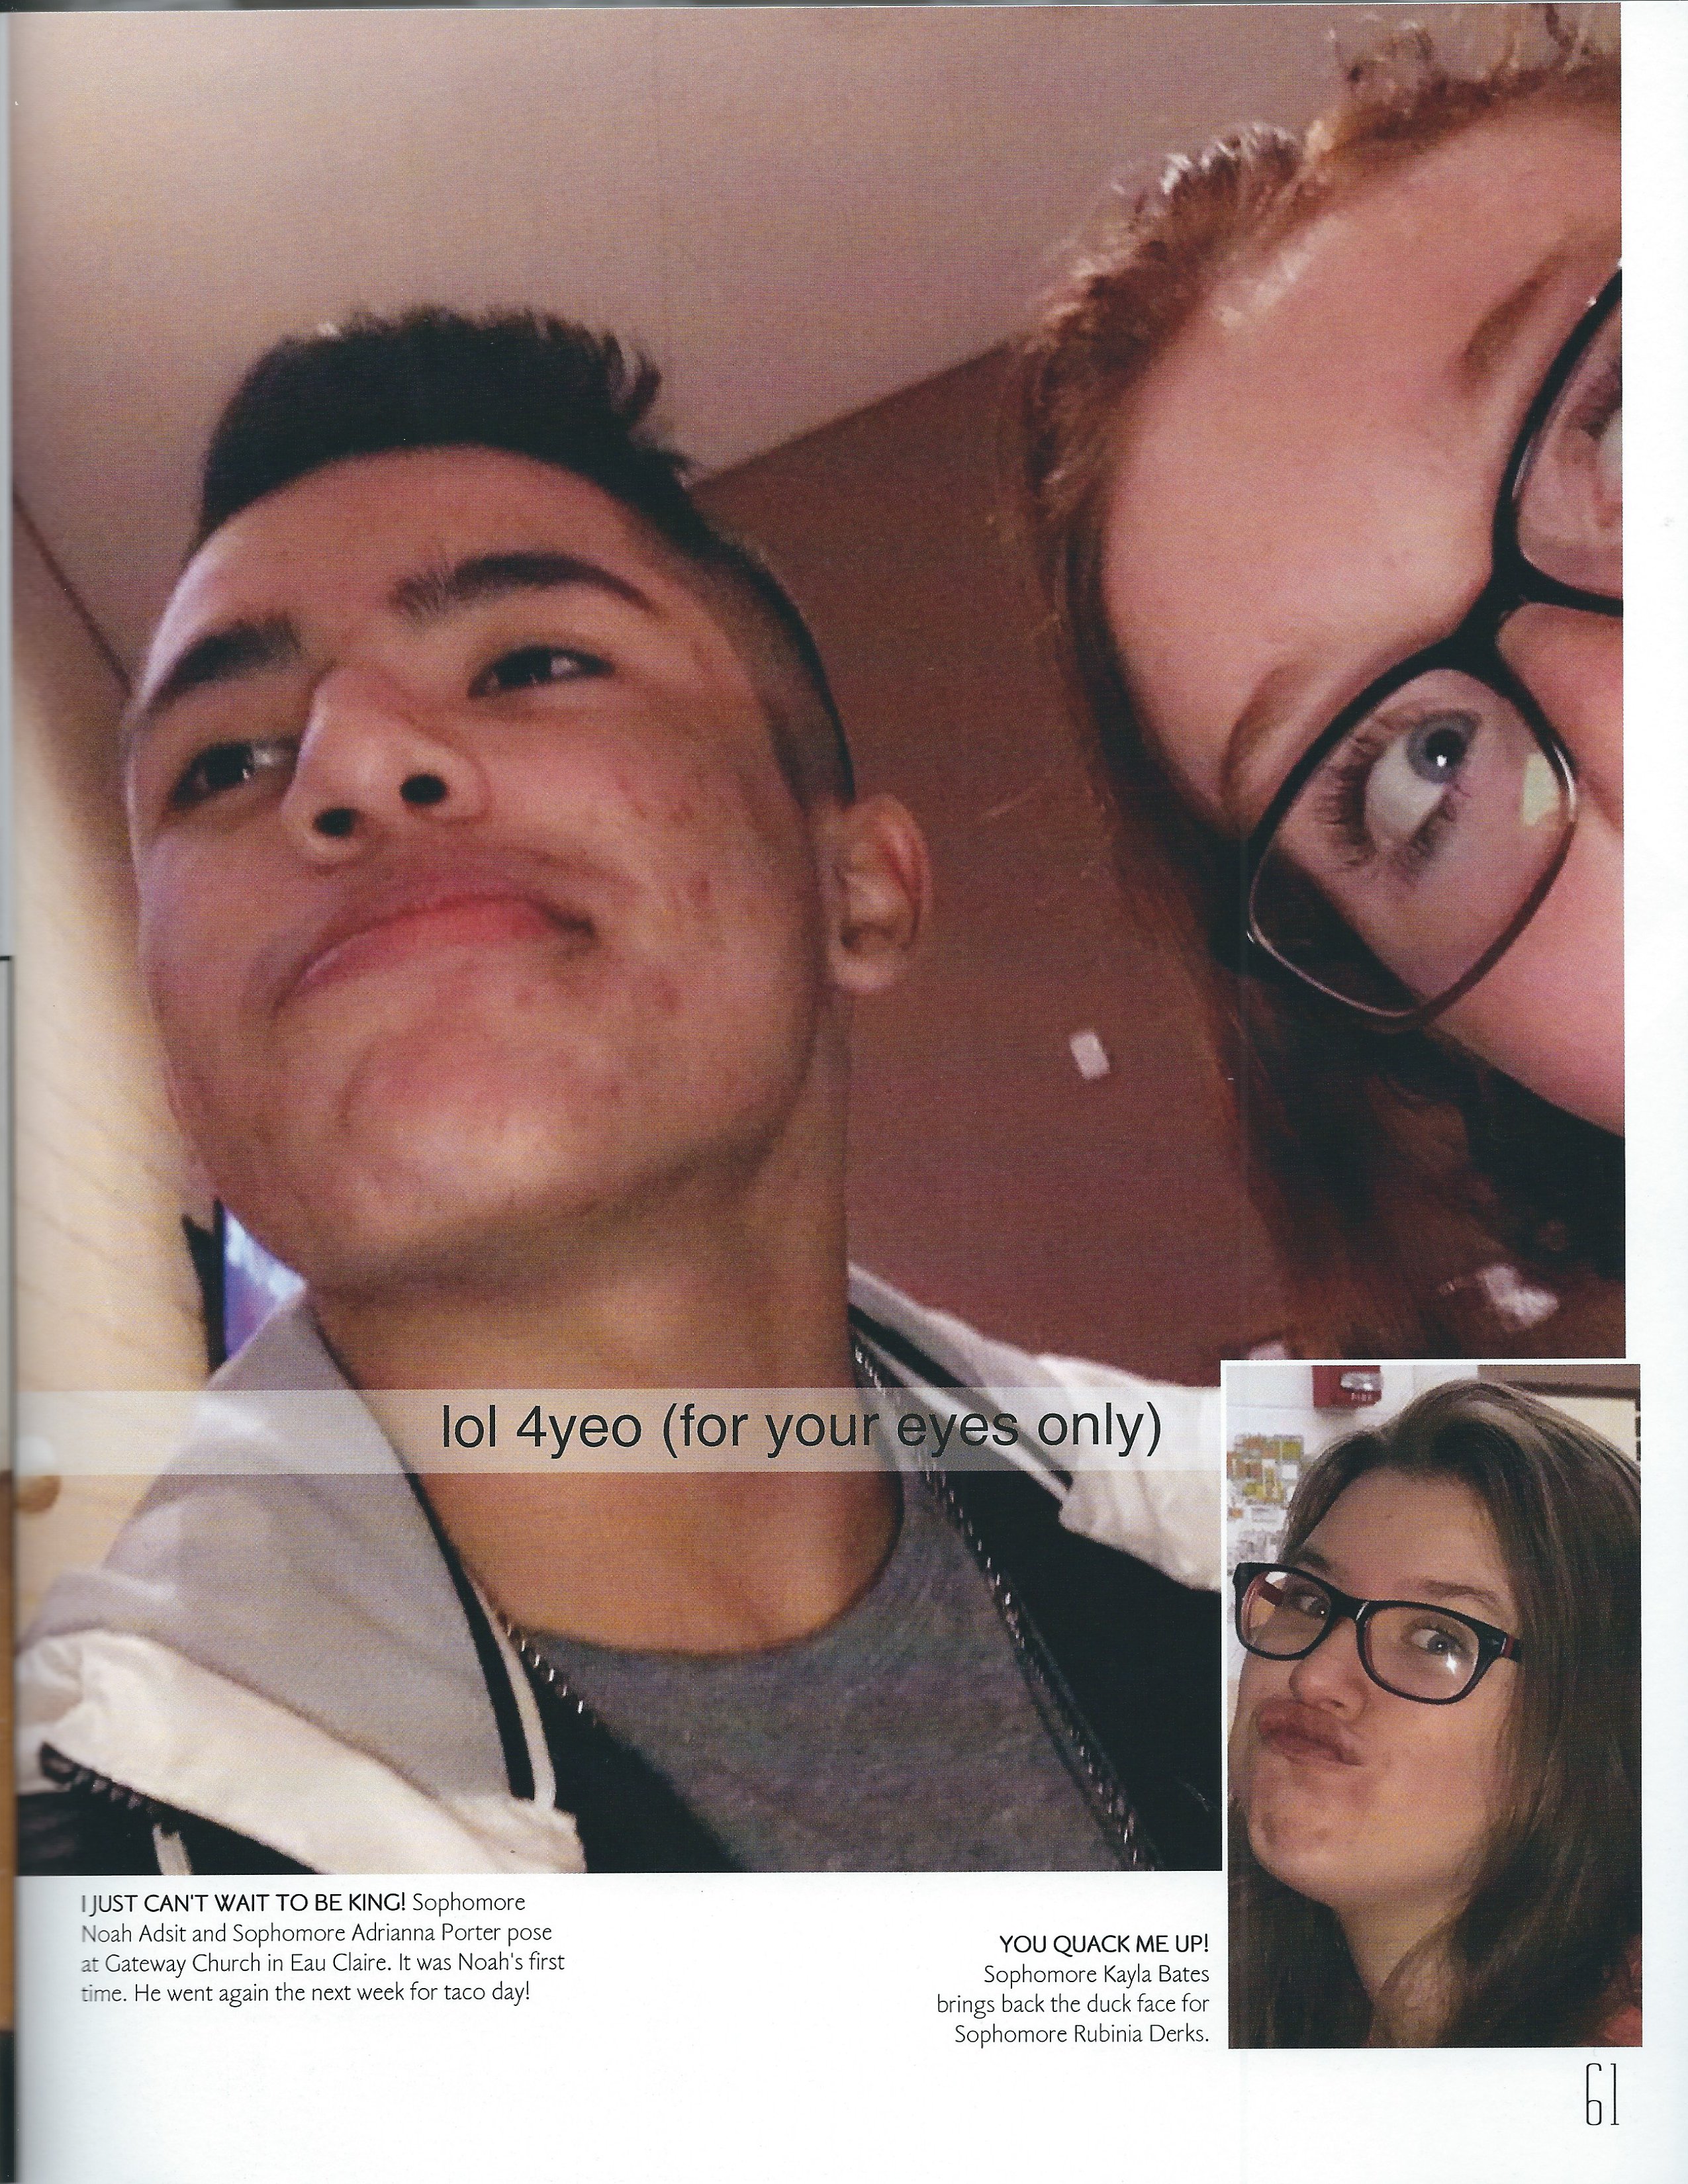 lol 4yeo (for your eyes only)
I JUST CAN'T WAIT TO BE KING! Sophomore
Noah Adsit and Sophomore Adrianna Porter pose
at Gateway Church in Eau Claire. It was Noah's first
time. He went again the next week for taco day!
YOU QUACK ME UP!
Sophomore Kayla Bates
brings back the duck face for
Sophomore Rubinia Derks.
61